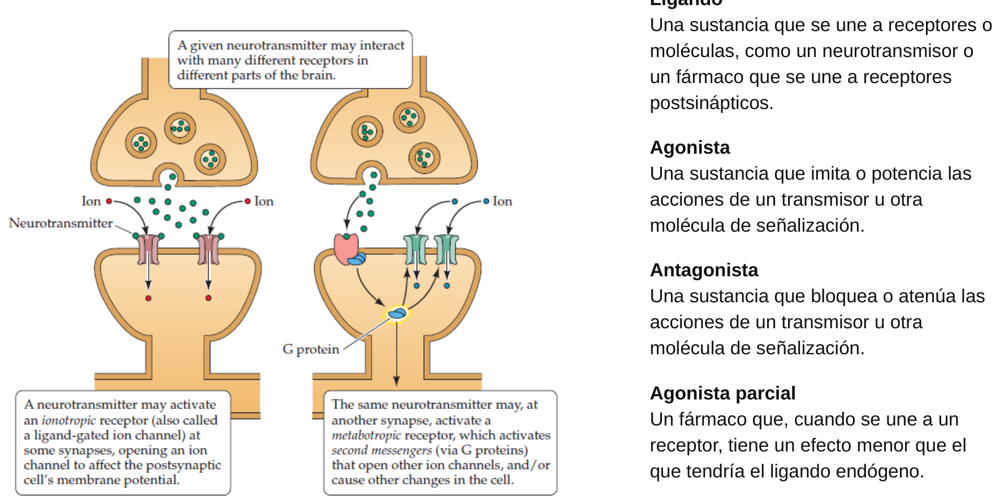 A given neurotransmitter may interact
with many different receptors in
different parts of the brain.
Ion
Ion
Neurotransmitter
Ion
G protein
A neurotransmitter may activate
an ionotropic receptor (also called
a ligand-gated ion channel) at
some synapses, opening an ion
channel to affect the postsynaptic
cell's membrane potential.
The same neurotransmitter may, at
another synapse, activate a
metabotropic receptor, which activates
second messengers (via G proteins)
that open other ion channels, and/or
cause other changes in the cell.
Ligando
Una sustancia que se une a receptores o
moléculas, como un neurotransmisor o
un fármaco que se une a receptores
postsinápticos.
Agonista
Una sustancia que imita o potencia las
acciones de un transmisor u otra
molécula de señalización.
Antagonista
Una sustancia que bloquea o atenúa las
acciones de un transmisor u otra
molécula de señalización.
Agonista parcial
Un fármaco que, cuando se une a un
receptor, tiene un efecto menor que el
que tendría el ligando endógeno.